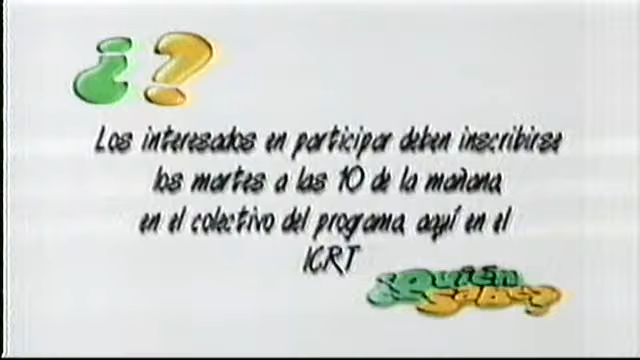 ¿ ?
Los interesados en participar deben inscribirse
los martes a las 10 de la mañana
en el colectivo del programa, aquí en el
ICRT
¿Quién
sabe?